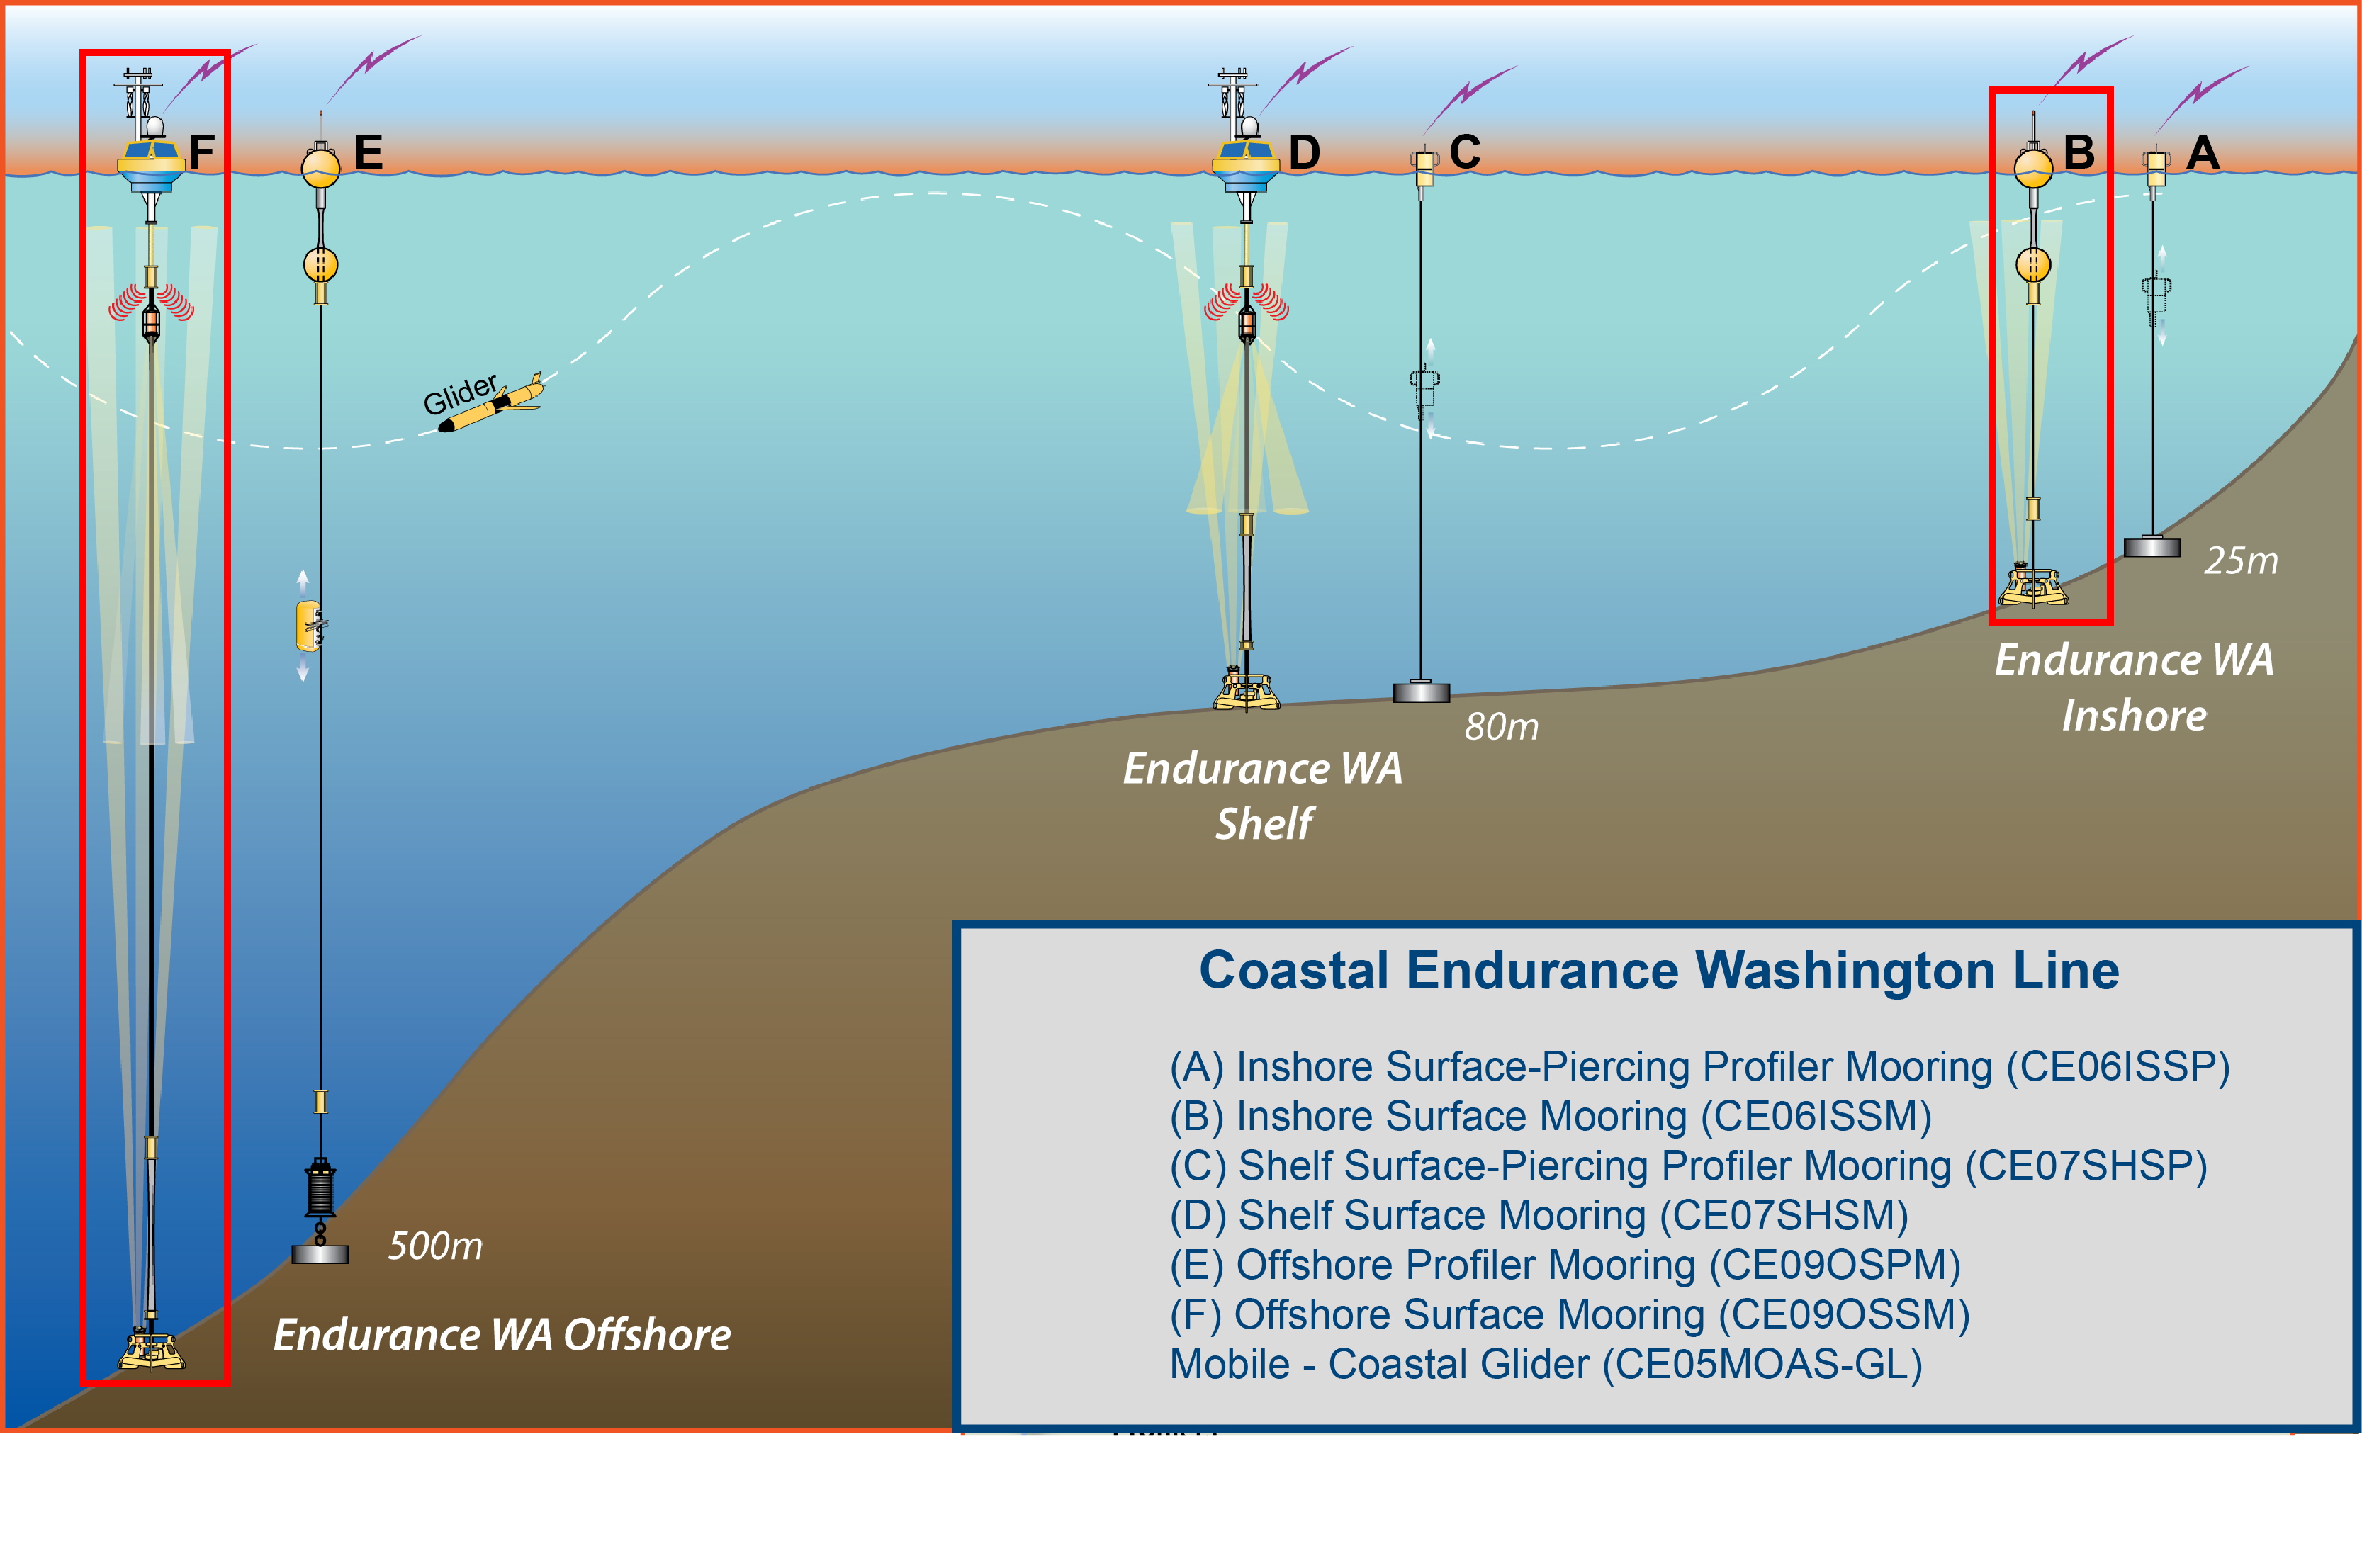 F
E
D
C
B
A
Glider
25m
Endurance WA
Inshore
80m
Endurance WA
Shelf
500m
Endurance WA Offshore
Coastal Endurance Washington Line
(A) Inshore Surface-Piercing Profiler Mooring (CE06ISSP)
(B) Inshore Surface Mooring (CE06ISSM)
(C) Shelf Surface-Piercing Profiler Mooring (CE07SHSP)
(D) Shelf Surface Mooring (CE07SHSM)
(E) Offshore Profiler Mooring (CE09OSPM)
(F) Offshore Surface Mooring (CE09OSSM)
Mobile - Coastal Glider (CE05MOAS-GL)